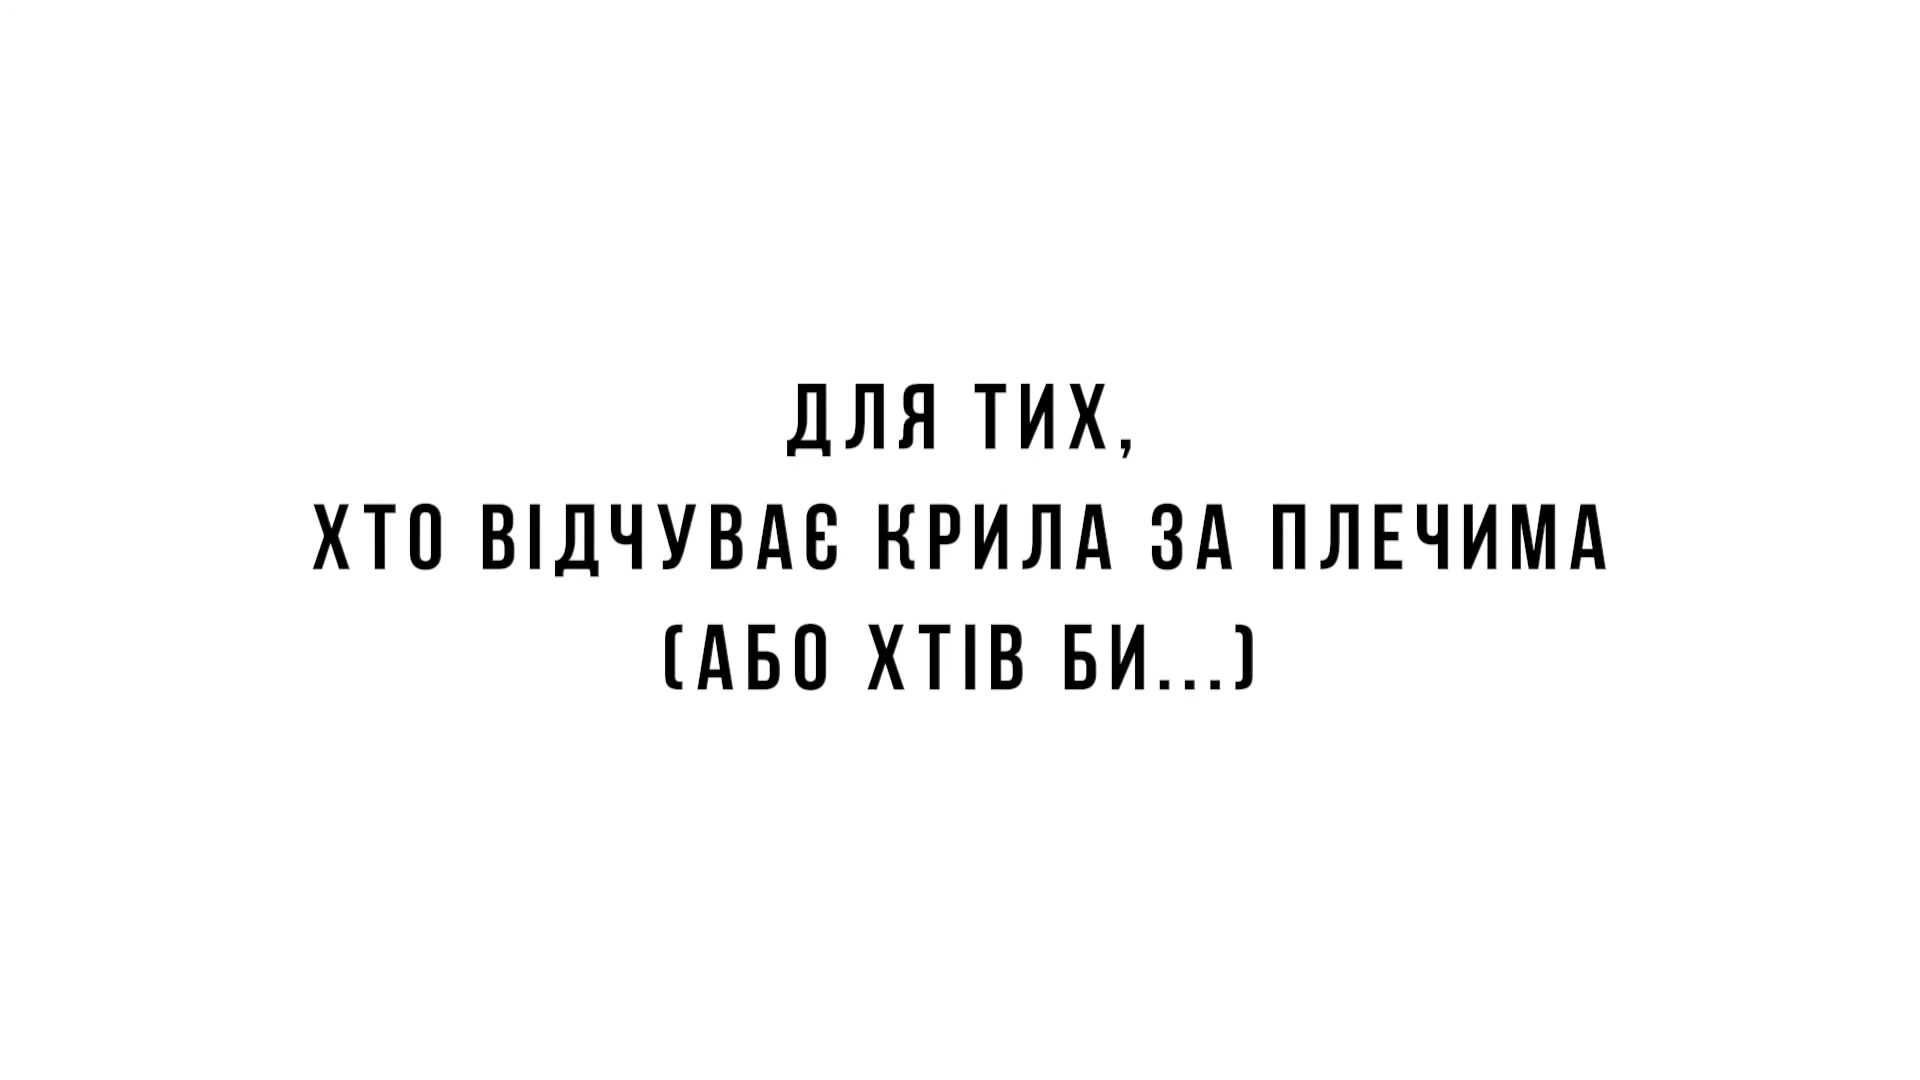 ДЛЯ ТИХ,
ХТО ВІДЧУВАЄ КРИЛА ЗА ПЛЕЧИМА
(АБО ХТІВ БИ...)